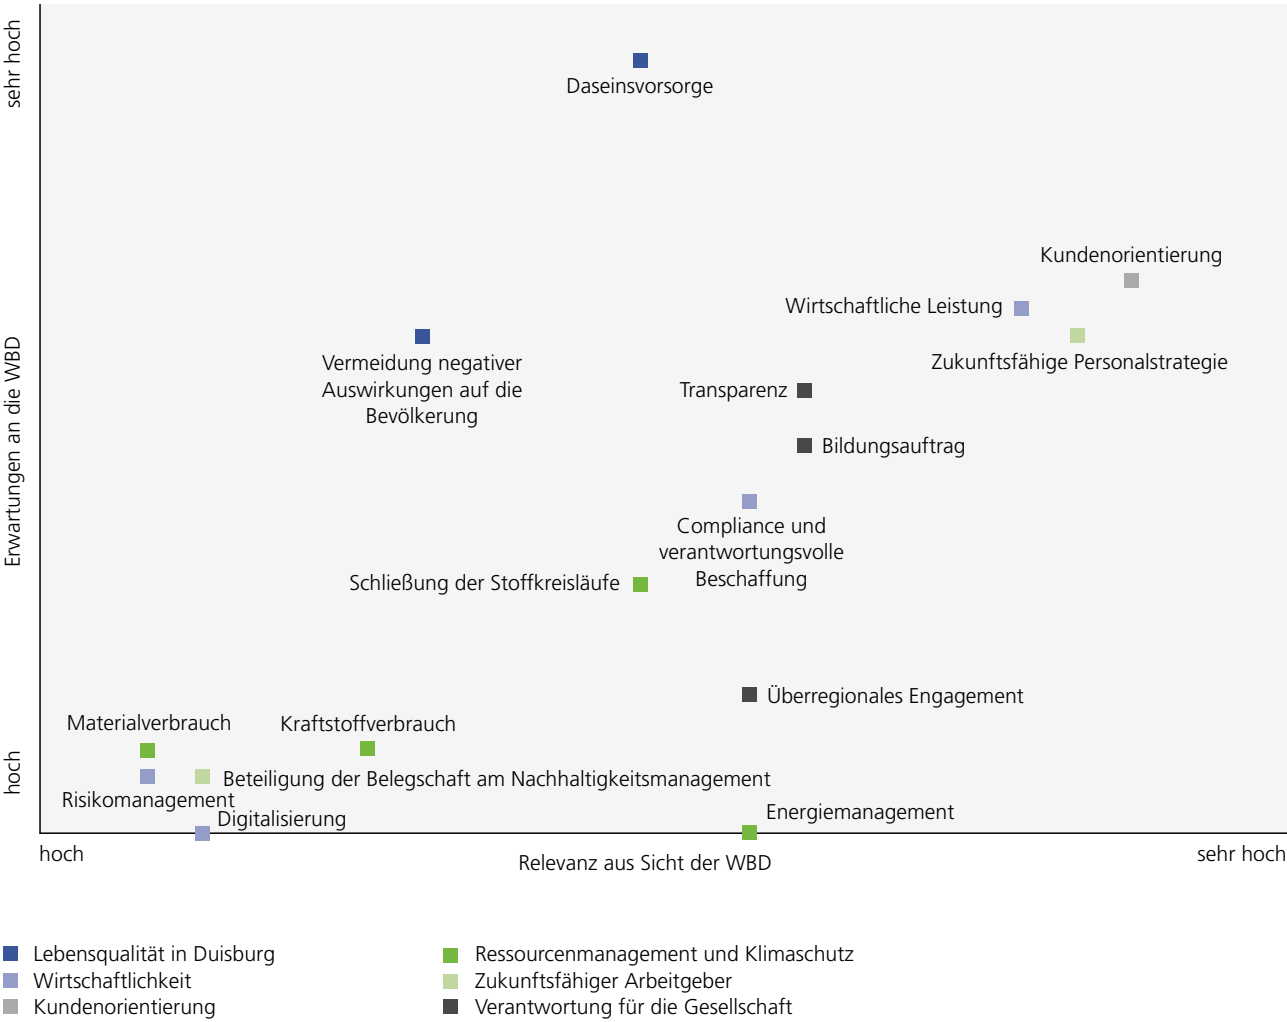 sehr hoch
Daseinsvorsorge
Kundenorientierung
Wirtschaftliche Leistung
Erwartungen an die WBD
Vermeidung negativer
Auswirkungen auf die
Bevölkerung
Zukunftsfähige Personalstrategie
Transparenz
Bildungsauftrag
Compliance und
verantwortungsvolle
Beschaffung
Schließung der Stoffkreisläufe
Überregionales Engagement
Materialverbrauch
Kraftstoffverbrauch
hoch
Beteiligung der Belegschaft am Nachhaltigkeitsmanagement
Risikomanagement
Digitalisierung
Energiemanagement
hoch
Relevanz aus Sicht der WBD
sehr hoch
Lebensqualität in Duisburg
Wirtschaftlichkeit
Kundenorientierung
Ressourcenmanagement und Klimaschutz
Zukunftsfähiger Arbeitgeber
Verantwortung für die Gesellschaft